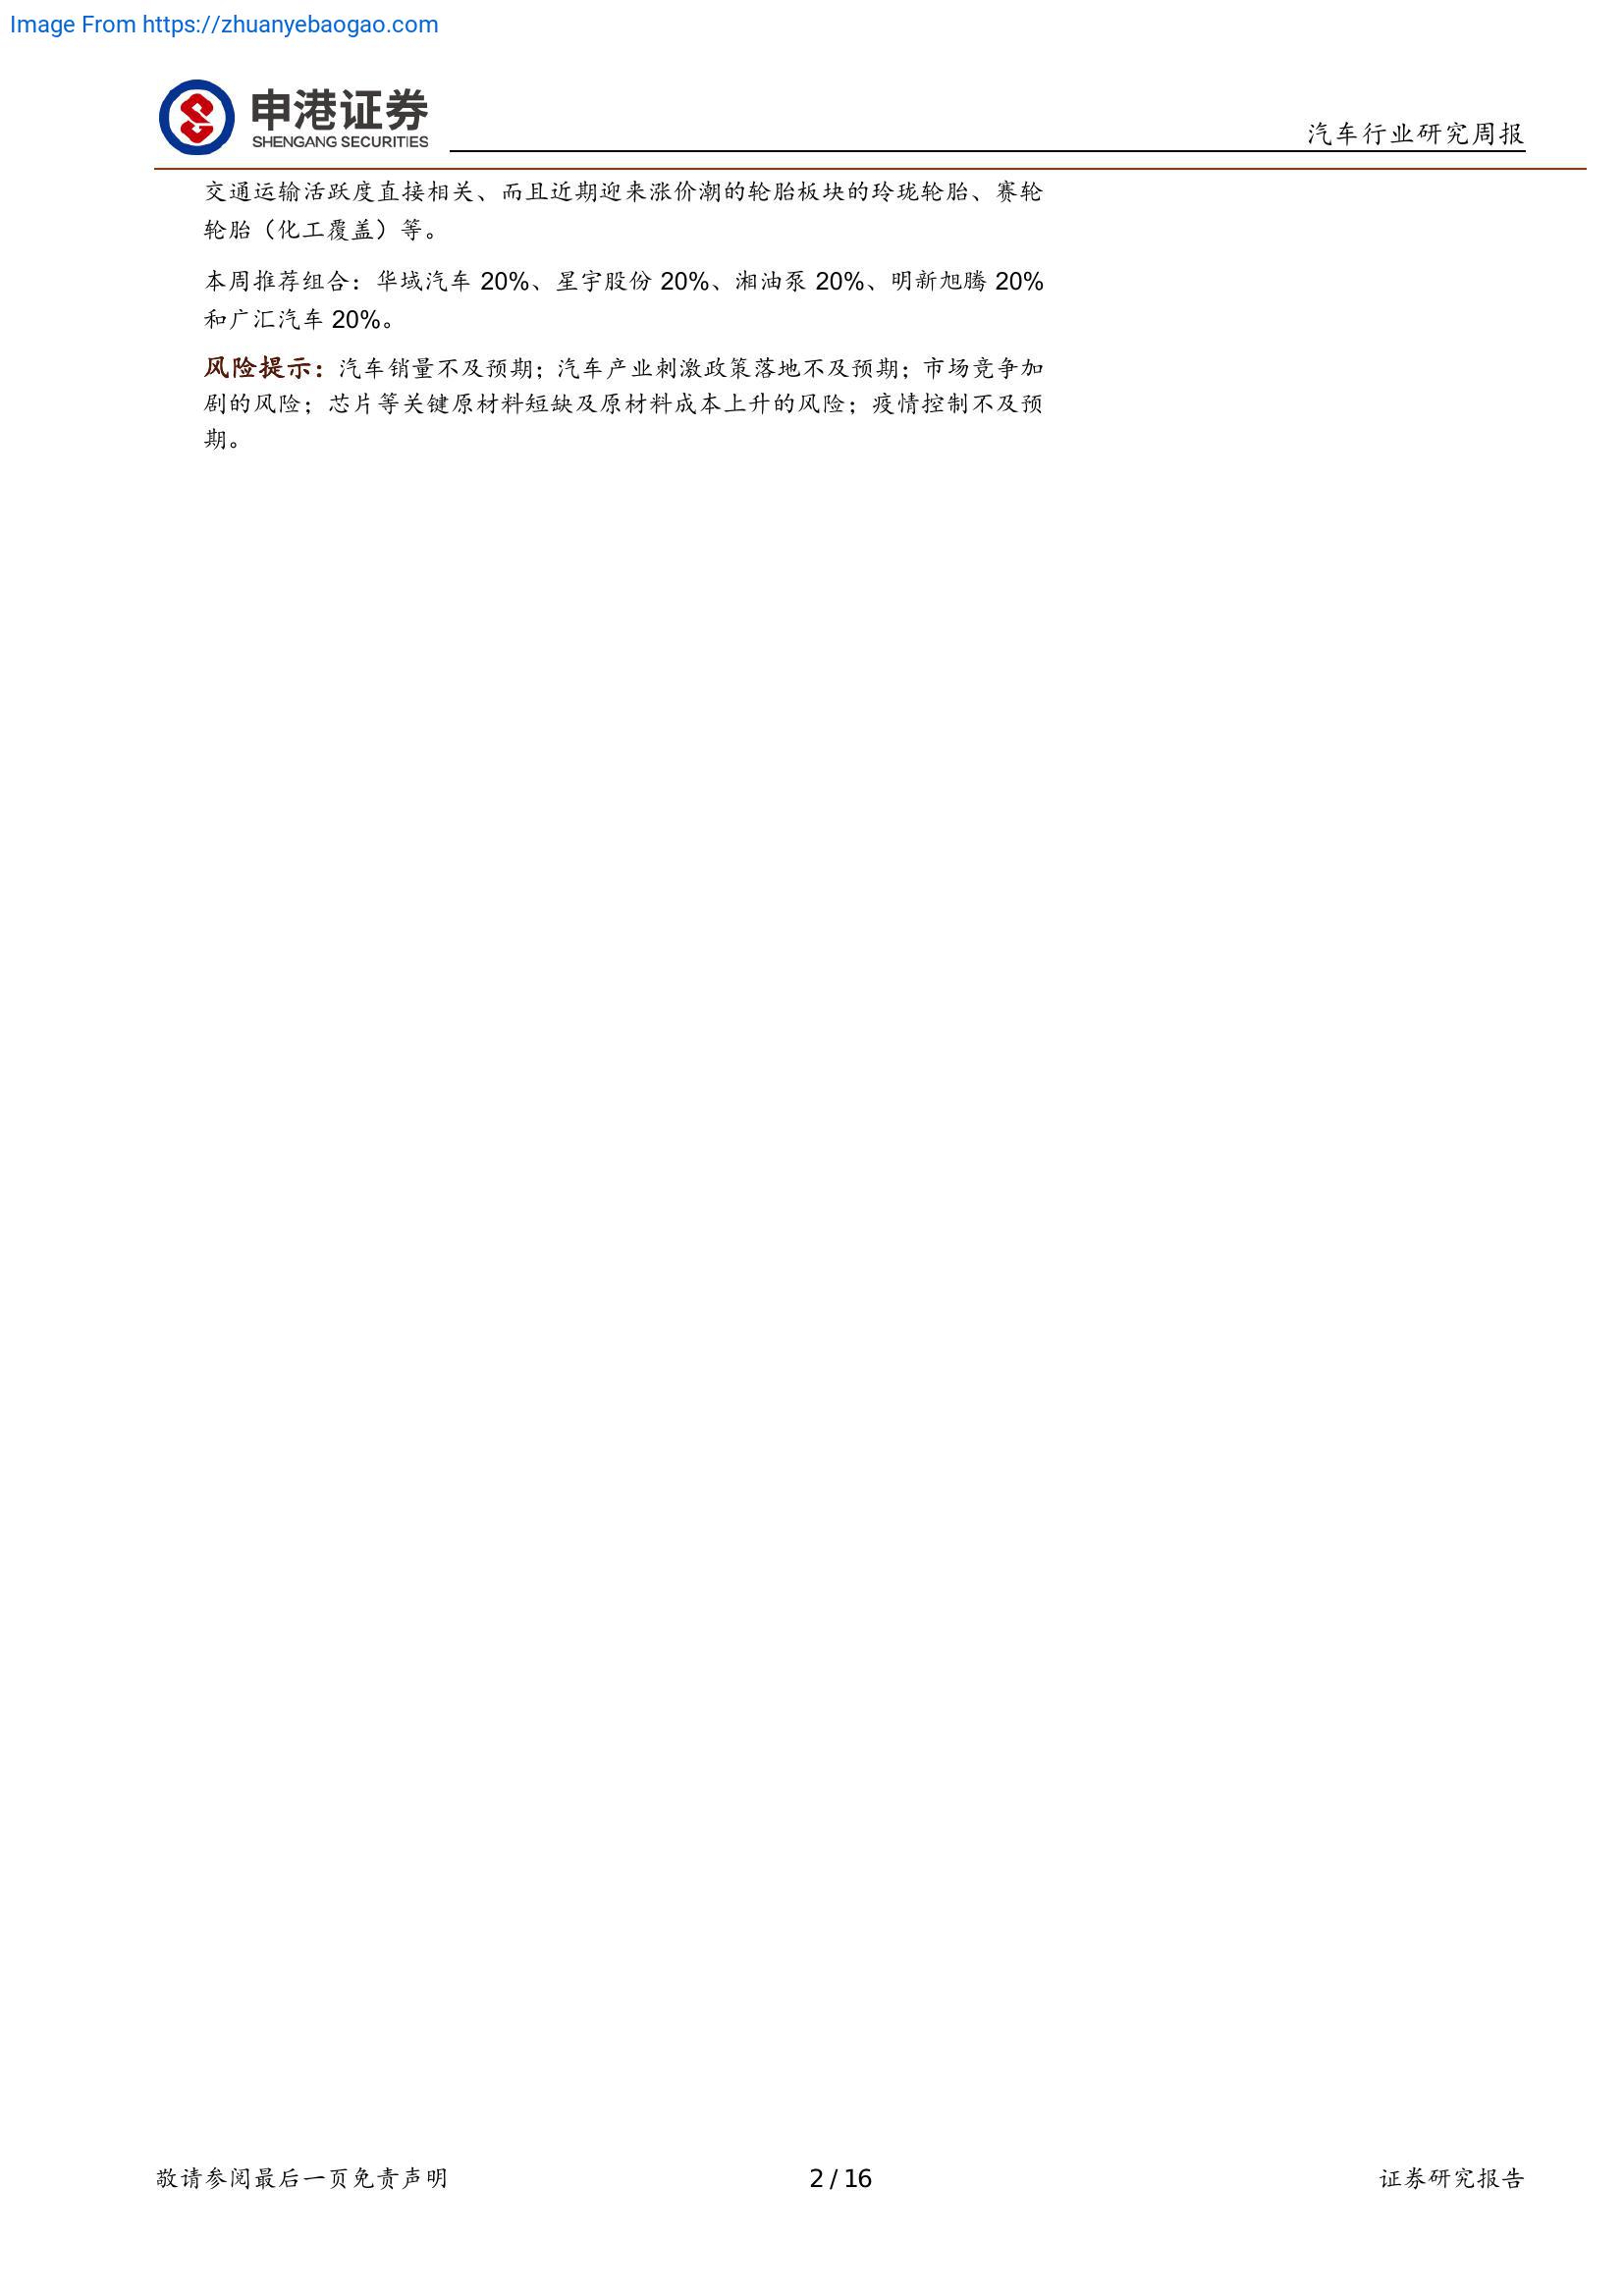 Image From https://zhuanyebaogao.com
申港证券
SHENGANG SECURITIES
汽车行业研究周报
交通运输活跃度直接相关、而且近期迎来涨价潮的轮胎板块的玲珑轮胎、赛轮
轮胎（化工覆盖）等。
本周推荐组合：华域汽车 20%、星宇股份 20%、湘油泵 20%、明新旭腾 20%
和广汇汽车 20%。
风险提示：汽车销量不及预期；汽车产业刺激政策落地不及预期；市场竞争加
剧的风险；芯片等关键原材料短缺及原材料成本上升的风险；疫情控制不及预
期。
敬请参阅最后一页免责声明
2 / 16
证券研究报告